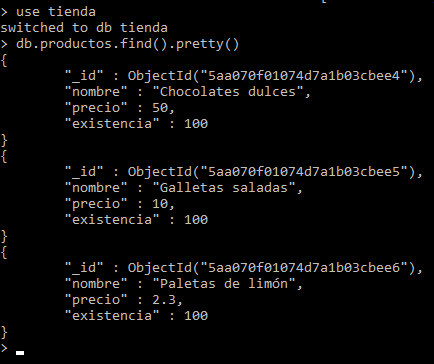 > use tienda
switched to db tienda
> db.productos.find().pretty()
{
        "_id" : ObjectId("5aa070f01074d7a1b03cbee4"),
        "nombre" : "Chocolates dulces",
        "precio" : 50,
        "existencia" : 100
}
{
        "_id" : ObjectId("5aa070f01074d7a1b03cbee5"),
        "nombre" : "Galletas saladas",
        "precio" : 10,
        "existencia" : 100
}
{
        "_id" : ObjectId("5aa070f01074d7a1b03cbee6"),
        "nombre" : "Paletas de limón",
        "precio" : 2.3,
        "existencia" : 100
}
>